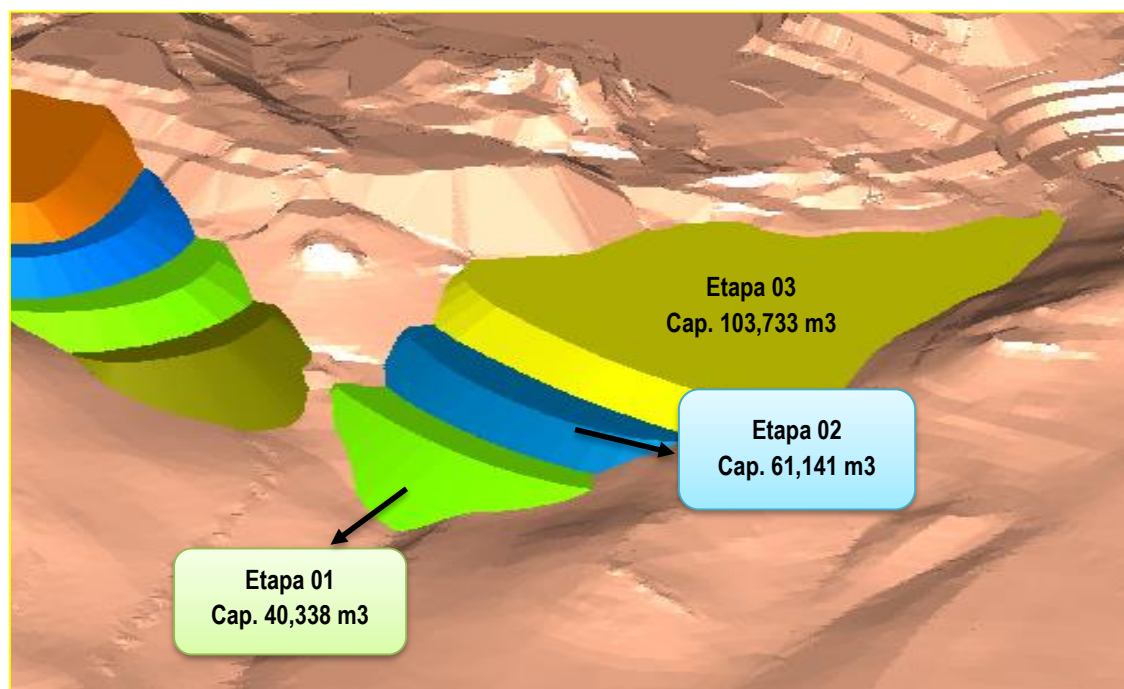 Etapa 03
Cap. 103,733 m3
Etapa 02
Cap. 61,141 m3
Etapa 01
Cap. 40,338 m3